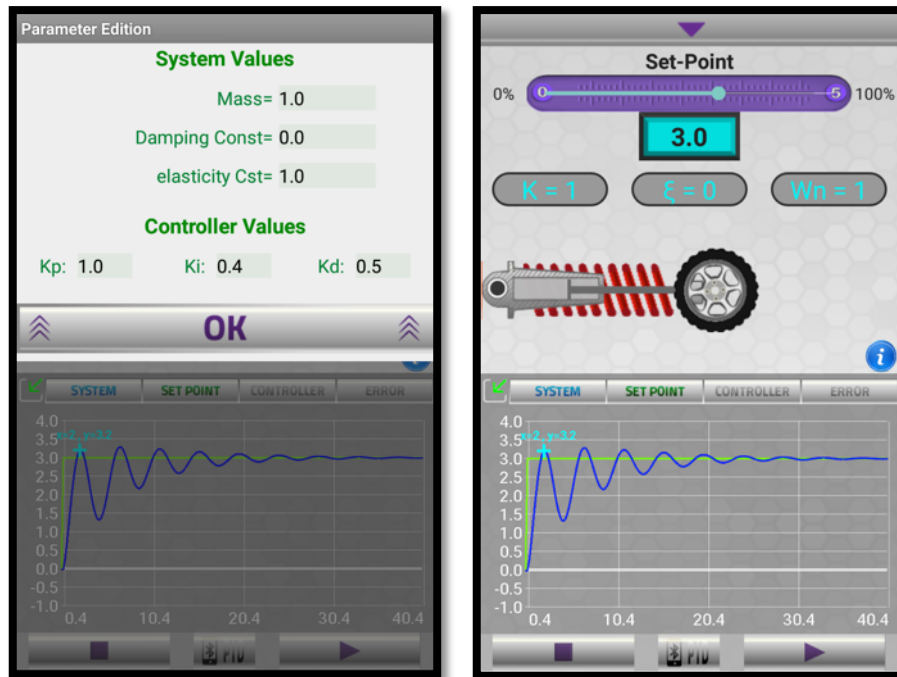 Parameter Edition
System Values
Mass= 1.0
Damping Const= 0.0
elasticity Cst= 1.0
Controller Values
Kp: 1.0 Ki: 0.4 Kd: 0.5
OK
SYSTEM SET POINT CONTROLLER ERROR
4.0
3.5
x=2 , y=3.2
3.0
2.5
2.0
1.5
1.0
0.5
0.0
-0.5
-1.0
0.4 10.4 20.4 30.4 40.4
PID
Set-Point
0% 0 5 100%
3.0
K = 1 ξ = 0 Wn = 1
i
SYSTEM SET POINT CONTROLLER ERROR
4.0
3.5
x=2 , y=3.2
3.0
2.5
2.0
1.5
1.0
0.5
0.0
-0.5
-1.0
0.4 10.4 20.4 30.4 40.4
PID